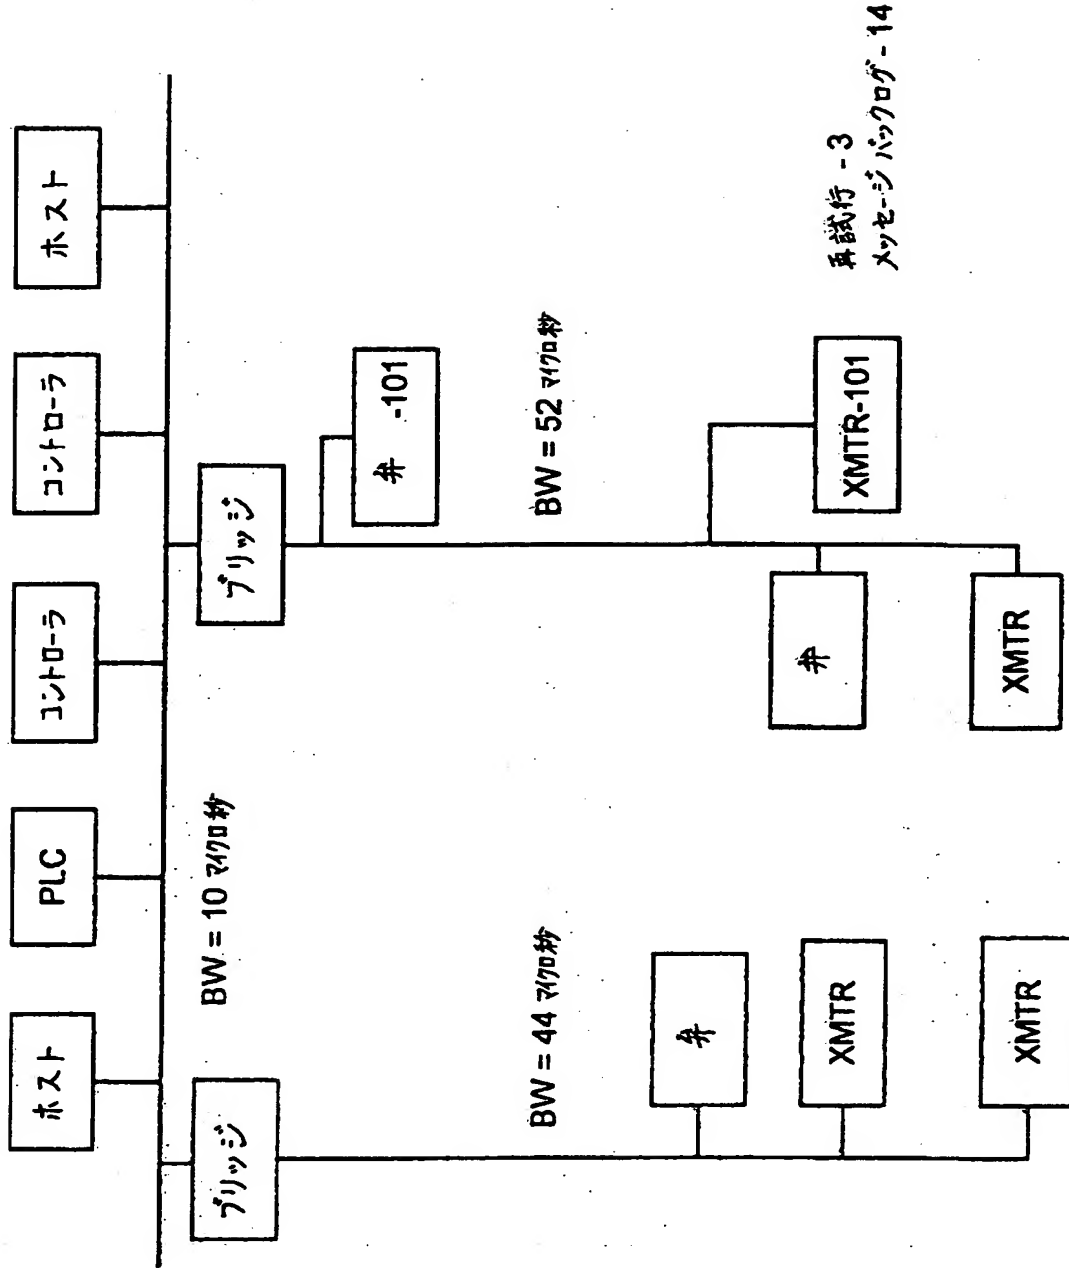 ホスト
PLC
コントローラ
コントローラ
ホスト
ブリッジ
BW = 10 マイクロ秒
ブリッジ
弁 -101
BW = 44 マイクロ秒
BW = 52 マイクロ秒
弁
XMTR
XMTR
弁
XMTR-101
XMTR
再試行 - 3
メッセージ バックログ - 14